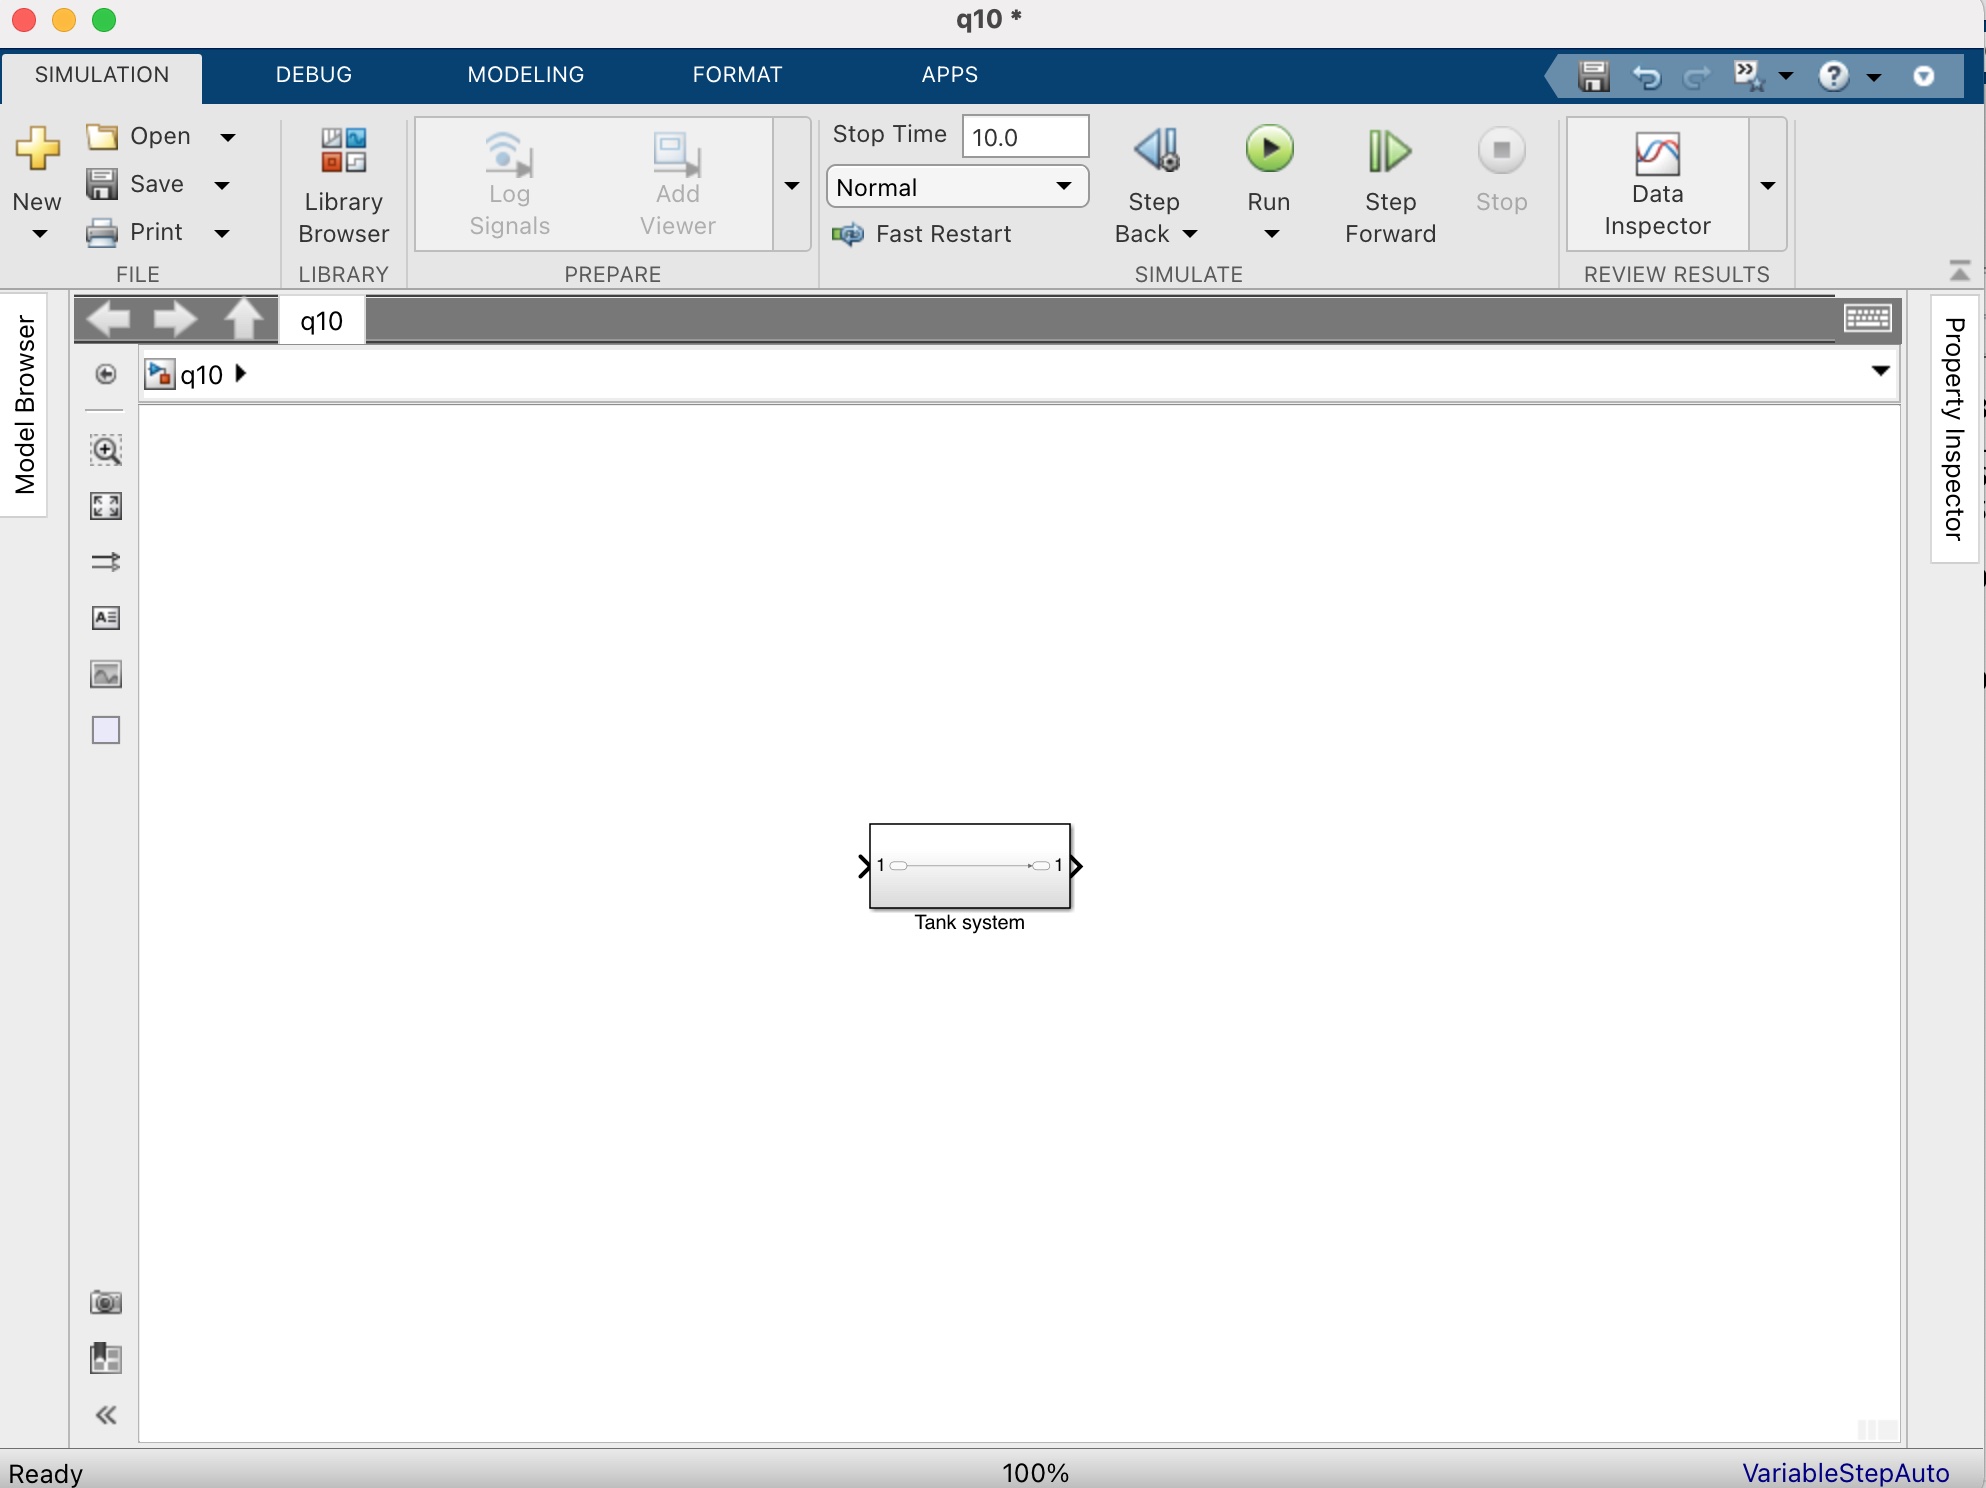 q10 *
SIMULATION DEBUG MODELING FORMAT APPS
New
Open
Save
Print
FILE
Library
Browser
LIBRARY
Log
Signals
Add
Viewer
PREPARE
Stop Time 10.0
Normal
Fast Restart
Step
Back
Run
Step
Forward
Stop
SIMULATE
Data
Inspector
REVIEW RESULTS
Model Browser
q10
q10
Property Inspector
1 1
Tank system
Ready 100% VariableStepAuto